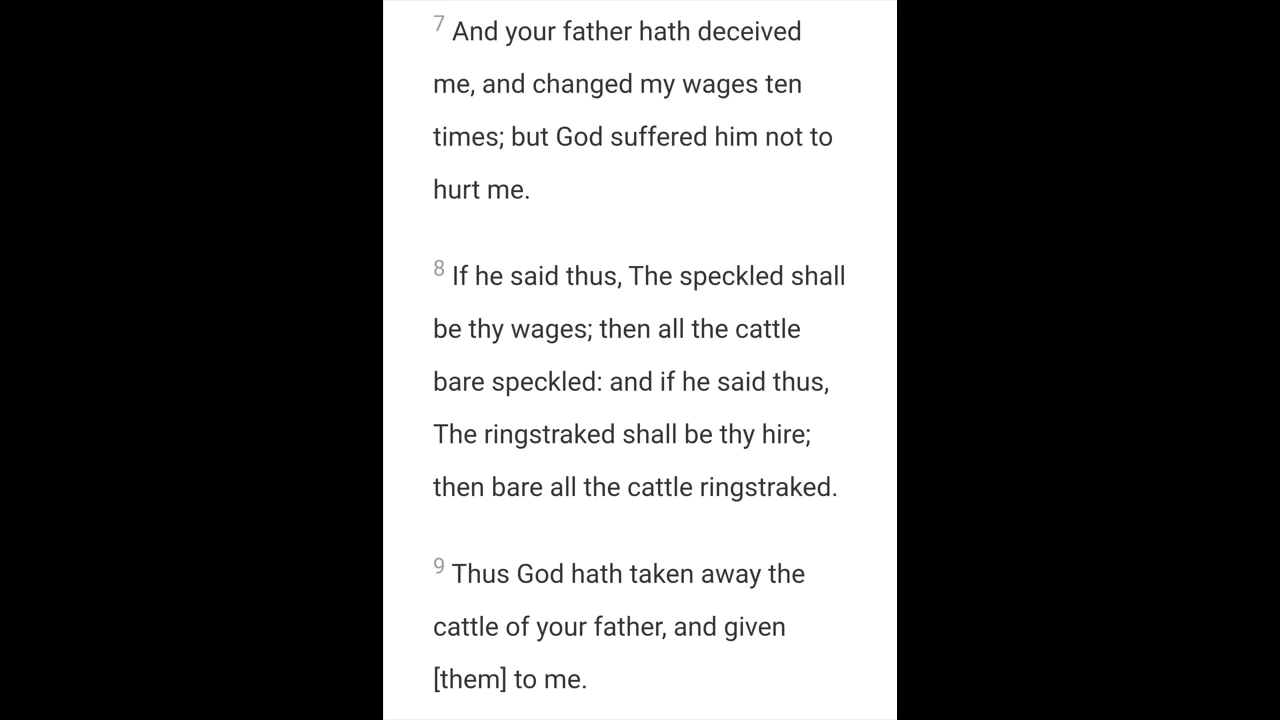 7 And your father hath deceived
me, and changed my wages ten
times; but God suffered him not to
hurt me.
8 If he said thus, The speckled shall
be thy wages; then all the cattle
bare speckled: and if he said thus,
The ringstraked shall be thy hire;
then bare all the cattle ringstraked.
9 Thus God hath taken away the
cattle of your father, and given
[them] to me.